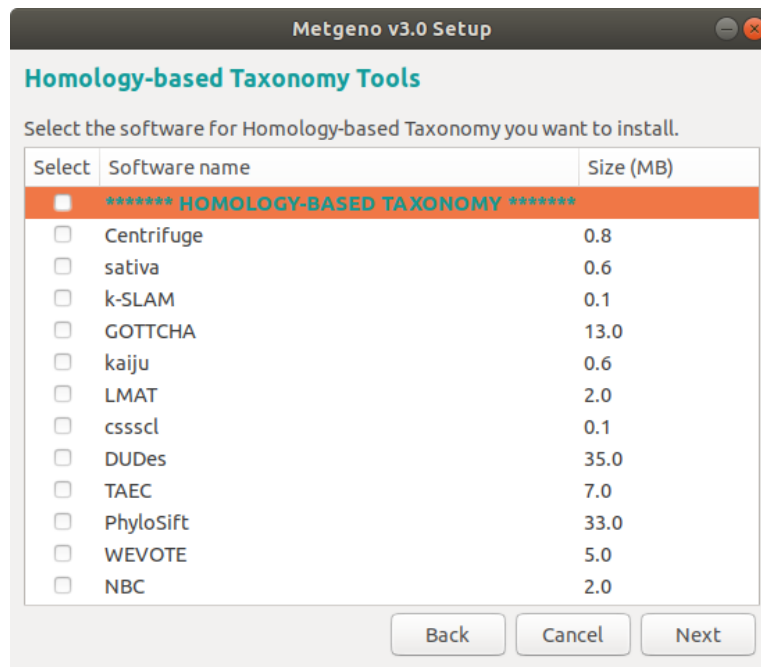 Metgeno v3.0 Setup
Homology-based Taxonomy Tools
Select the software for Homology-based Taxonomy you want to install.
Select Software name Size (MB)
******* HOMOLOGY-BASED TAXONOMY *******
Centrifuge 0.8
sativa 0.6
k-SLAM 0.1
GOTTCHA 13.0
kaiju 0.6
LMAT 2.0
cssscl 0.1
DUDes 35.0
TAEC 7.0
PhyloSift 33.0
WEVOTE 5.0
NBC 2.0
Back Cancel Next